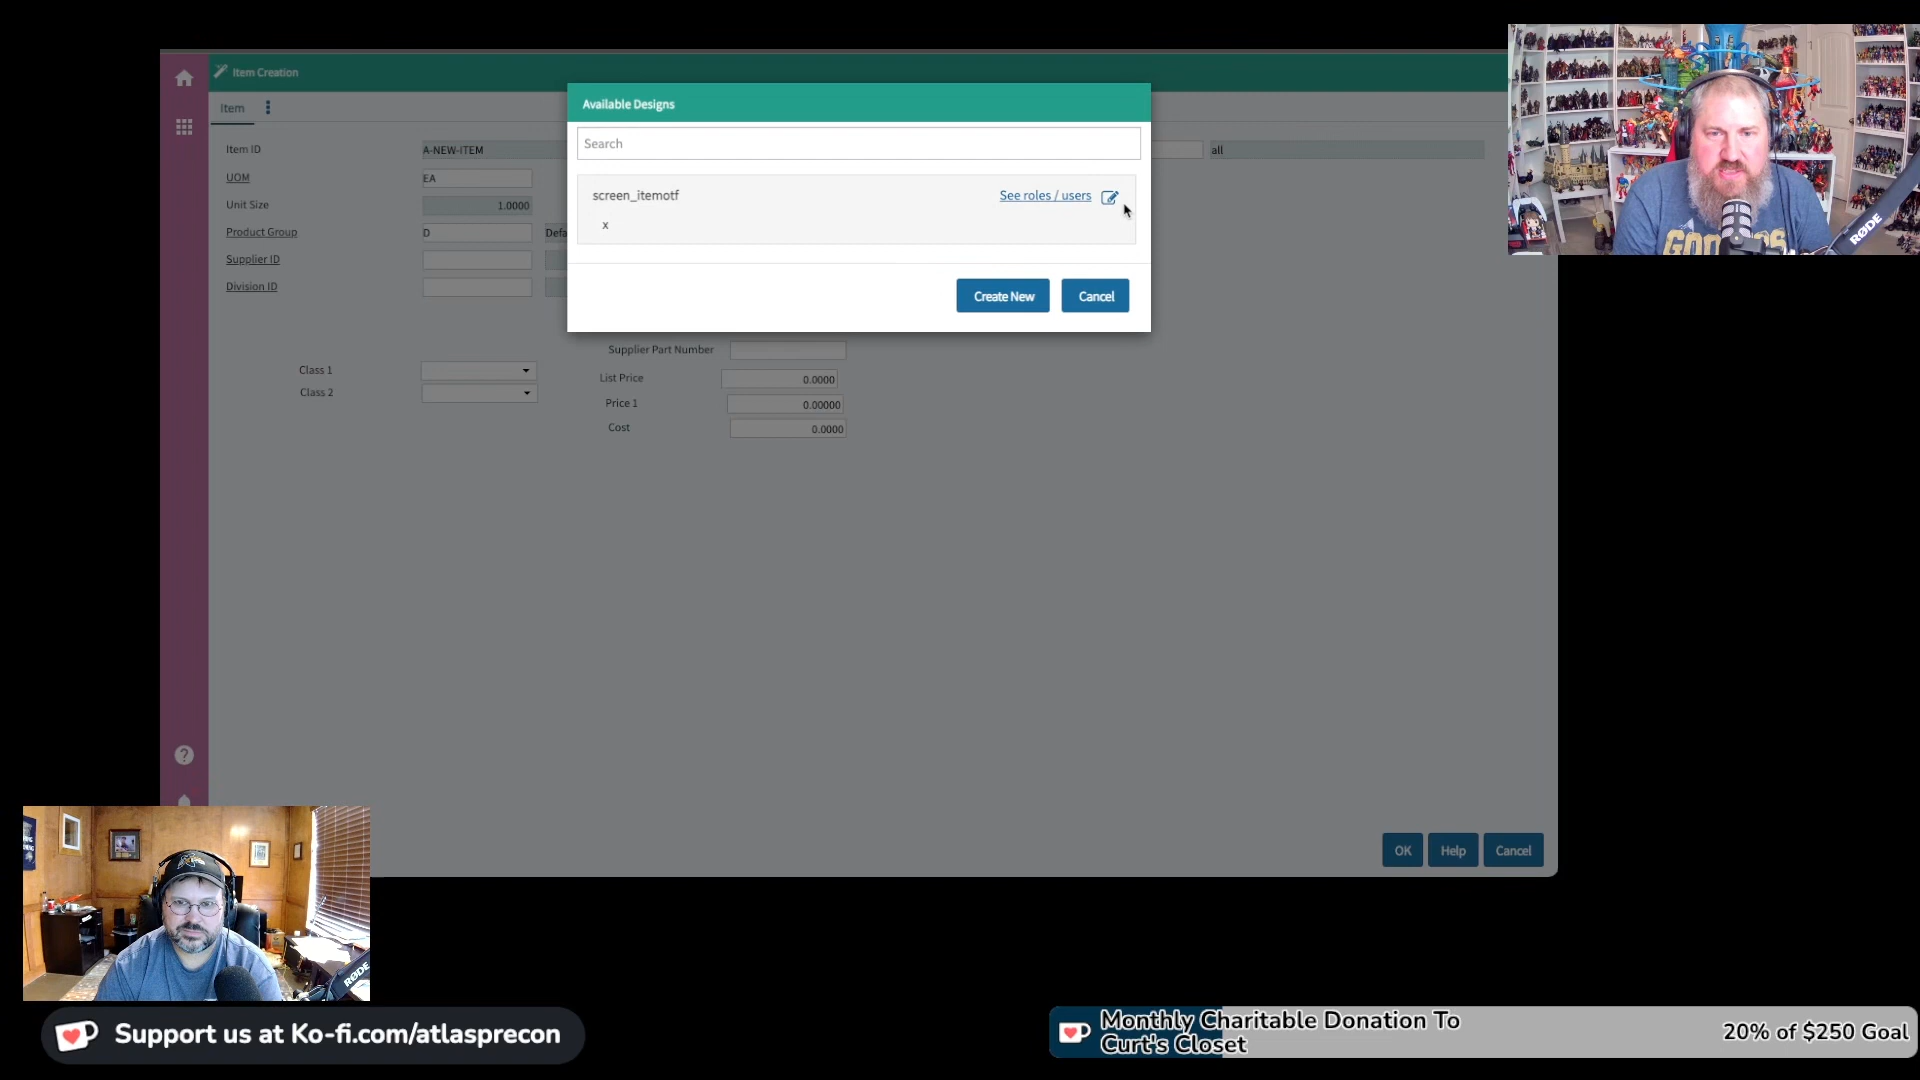 Item Creation
Item
Item ID
A-NEW-ITEM
all
UOM
EA
Unit Size
1.0000
Product Group
D
Defa
Supplier ID
Division ID
Available Designs
Search
screen_itemotf
See roles / users
x
Create New
Cancel
Supplier Part Number
Class 1
List Price
0.0000
Class 2
Price 1
0.00000
Cost
0.0000
OK
Help
Cancel
RØDE
RØDE
Support us at Ko-fi.com/atlasprecon
Monthly Charitable Donation To
Curt's Closet
20% of $250 Goal